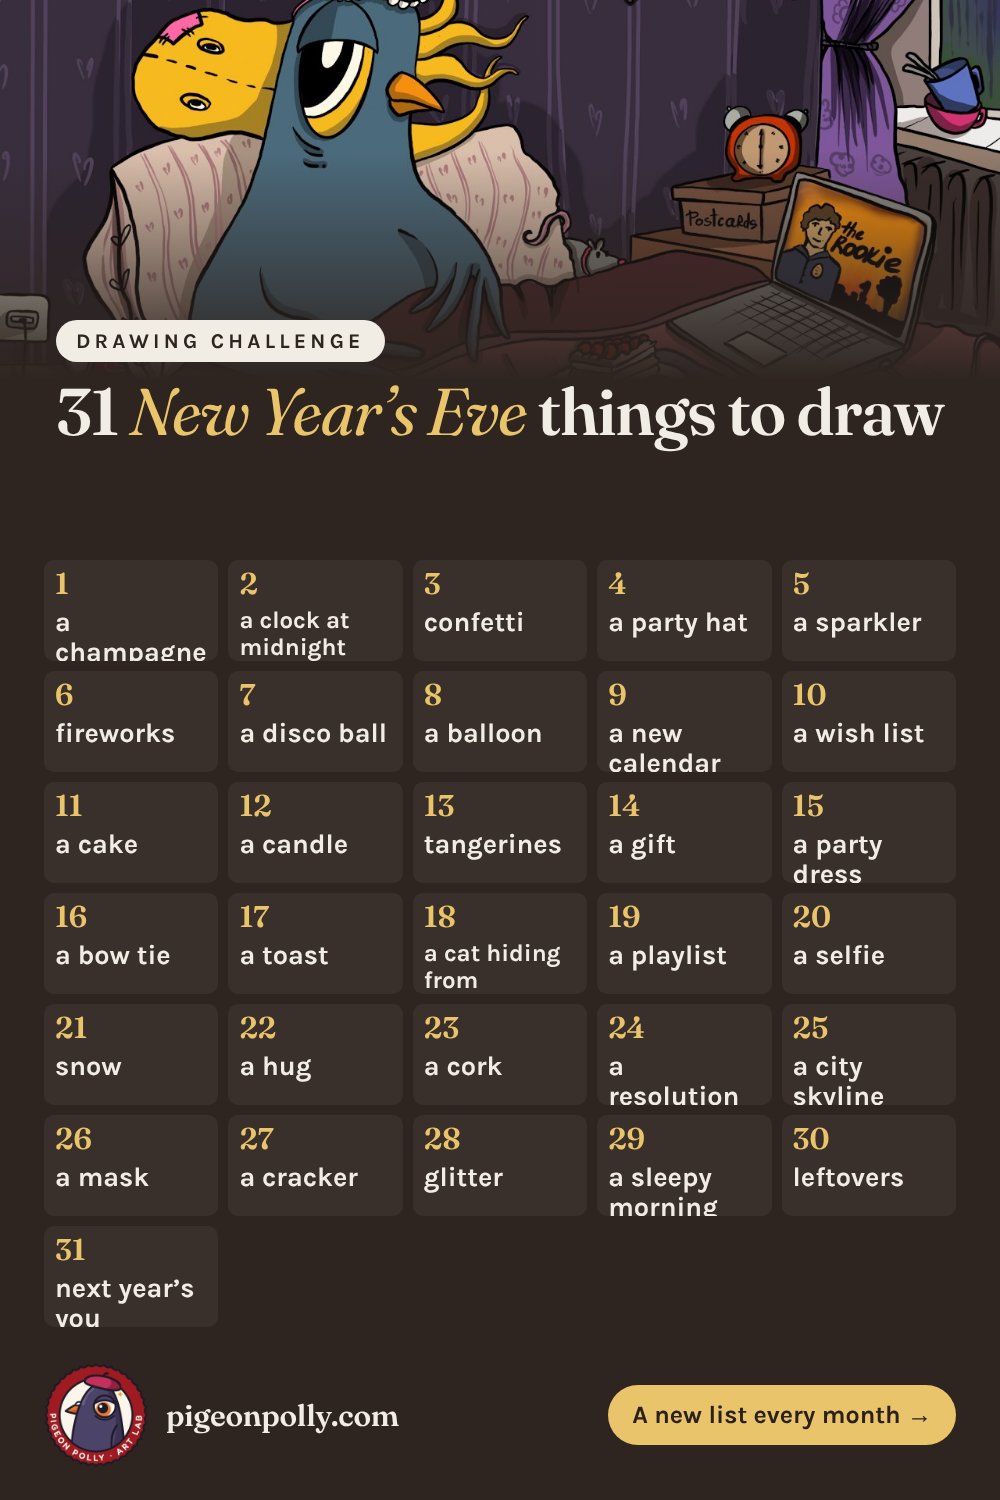 Postcards
the
ROOKIE
DRAWING CHALLENGE
31 New Year's Eve things to draw
1
a
champagne
2
a clock at
midnight
3
confetti
4
a party hat
5
a sparkler
6
fireworks
7
a disco ball
8
a balloon
9
a new
calendar
10
a wish list
11
a cake
12
a candle
13
tangerines
14
a gift
15
a party
dress
16
a bow tie
17
a toast
18
a cat hiding
from
19
a playlist
20
a selfie
21
snow
22
a hug
23
a cork
24
a
resolution
25
a city
skyline
26
a mask
27
a cracker
28
glitter
29
a sleepy
morning
30
leftovers
31
next year's
you
PIGEON POLLY · ART LAB
pigeonpolly.com
A new list every month →